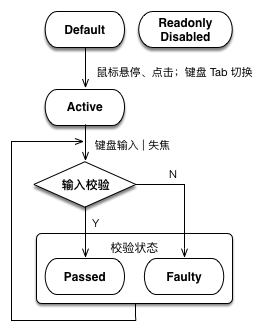 Default
Readonly
Disabled
鼠标悬停、点击；键盘 Tab 切换
Active
键盘输入 | 失焦
输入校验
N
Y
校验状态
Passed
Faulty